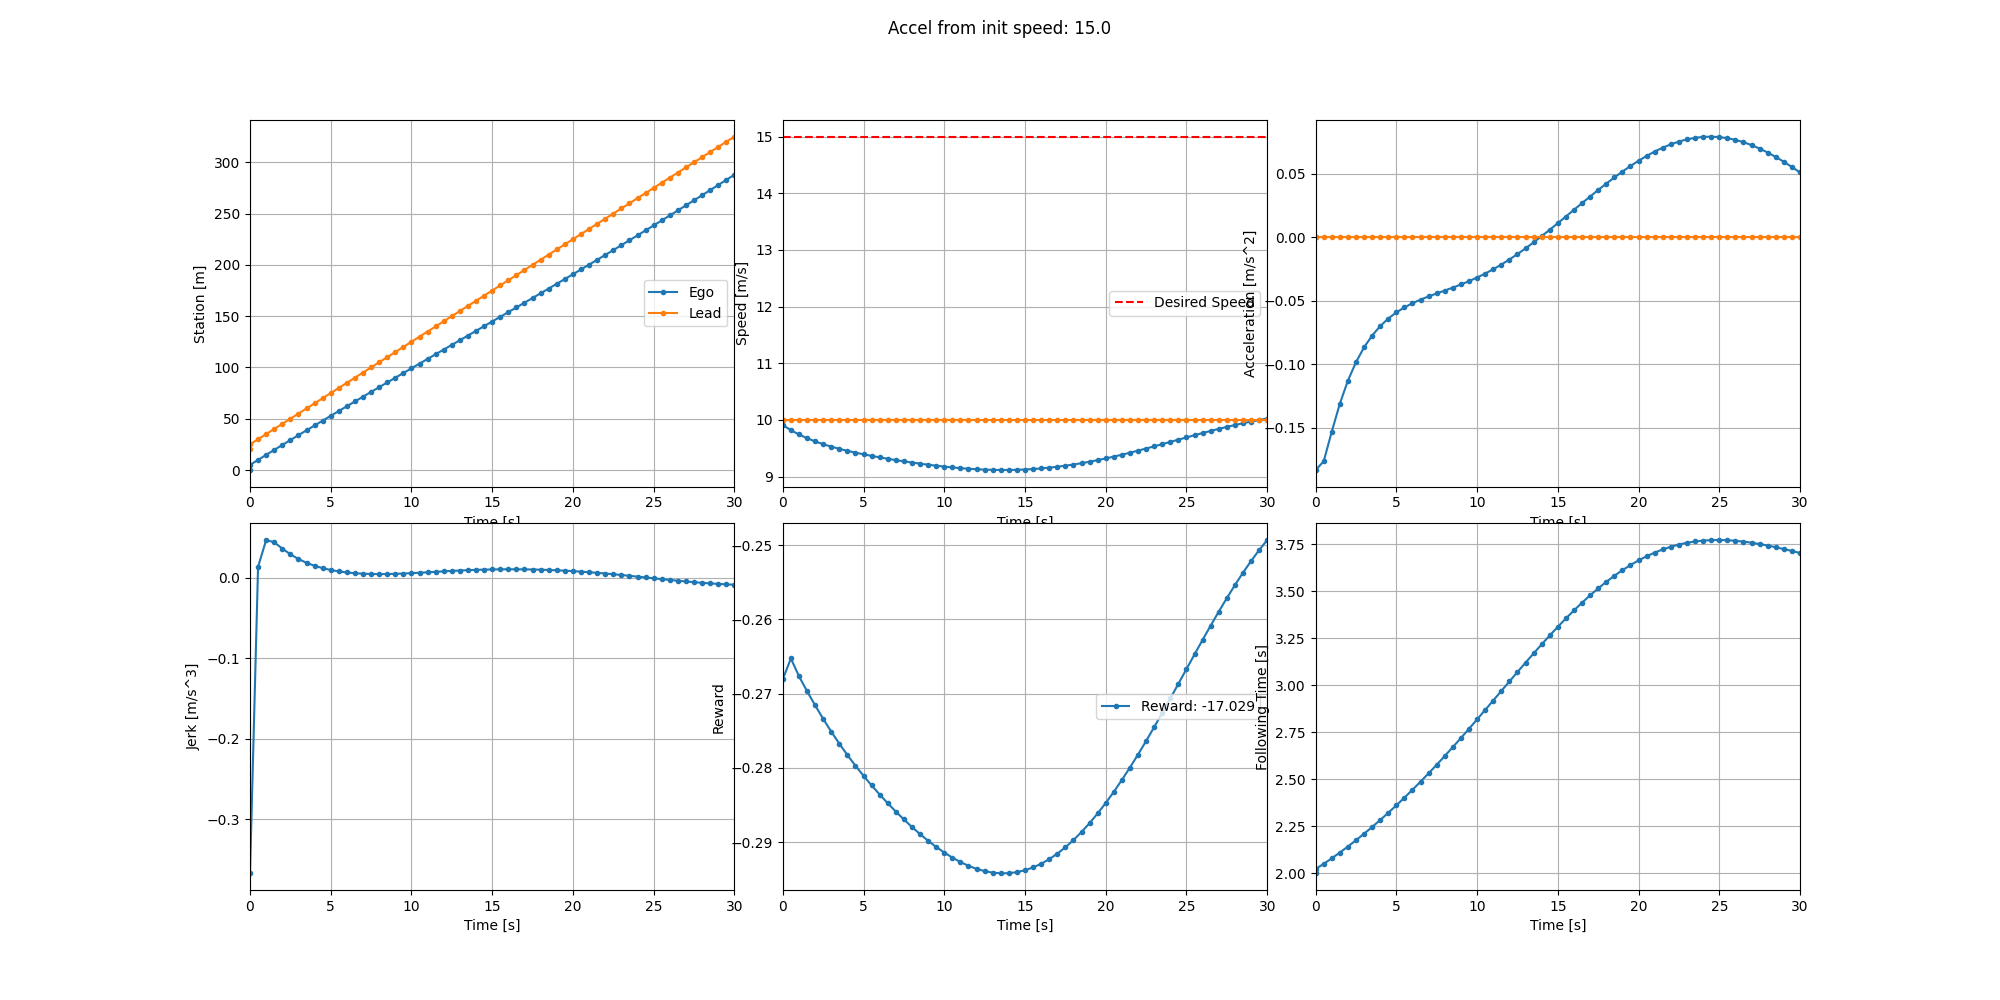 Accel from init speed: 15.0
300
250
200
150
100
50
0
Station [m]
Ego
Lead
0 5 10 15 20 25 30
Time [s]
15
14
13
12
11
10
9
Speed [m/s]
Desired Speed
0 5 10 15 20 25 30
Time [s]
0.05
0.00
−0.05
−0.10
−0.15
Acceleration [m/s^2]
0 5 10 15 20 25 30
Time [s]
0.0
−0.1
−0.2
−0.3
Jerk [m/s^3]
0 5 10 15 20 25 30
Time [s]
−0.25
−0.26
−0.27
−0.28
−0.29
Reward
Reward: -17.029
0 5 10 15 20 25 30
Time [s]
3.75
3.50
3.25
3.00
2.75
2.50
2.25
2.00
Following Time [s]
0 5 10 15 20 25 30
Time [s]